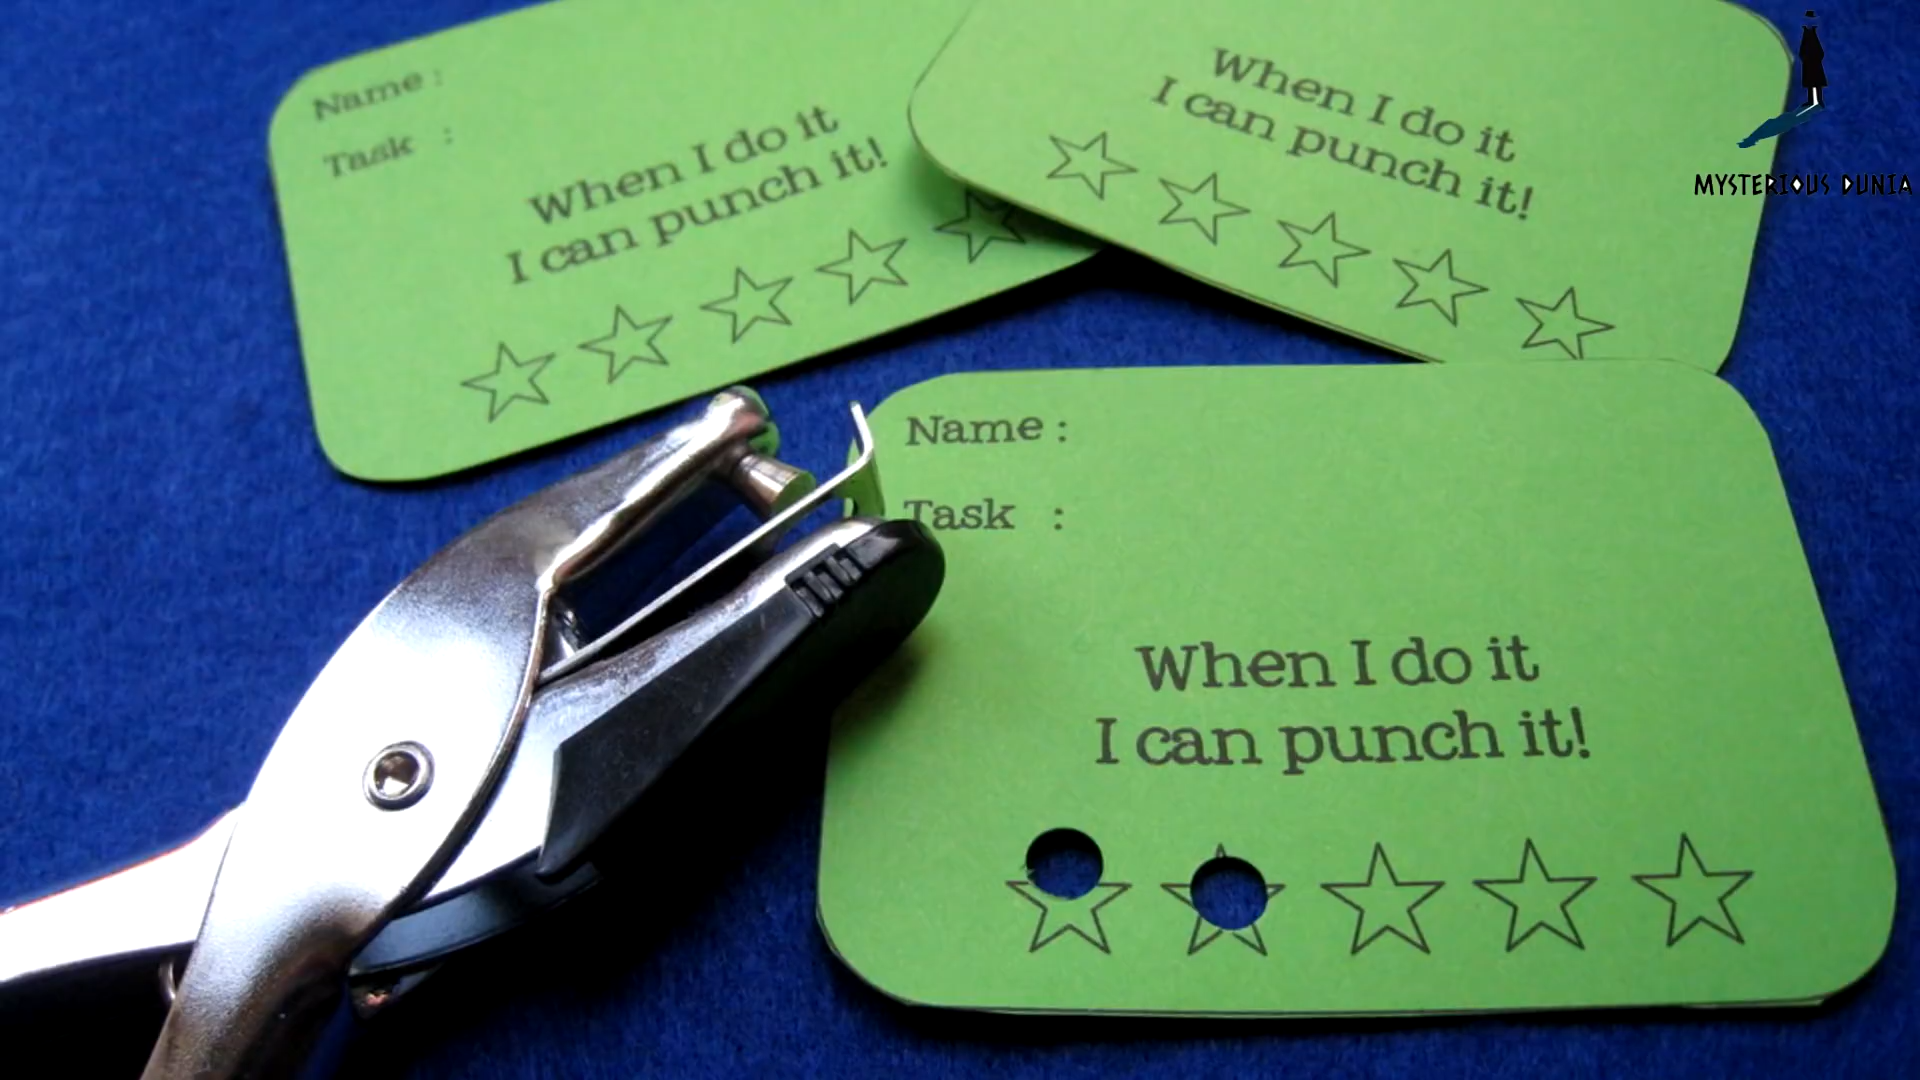 Name :
Task :
When I do it
I can punch it!
When I do it
I can punch it!
MYSTERIOUS DUNIA
Name :
Task :
When I do it
I can punch it!